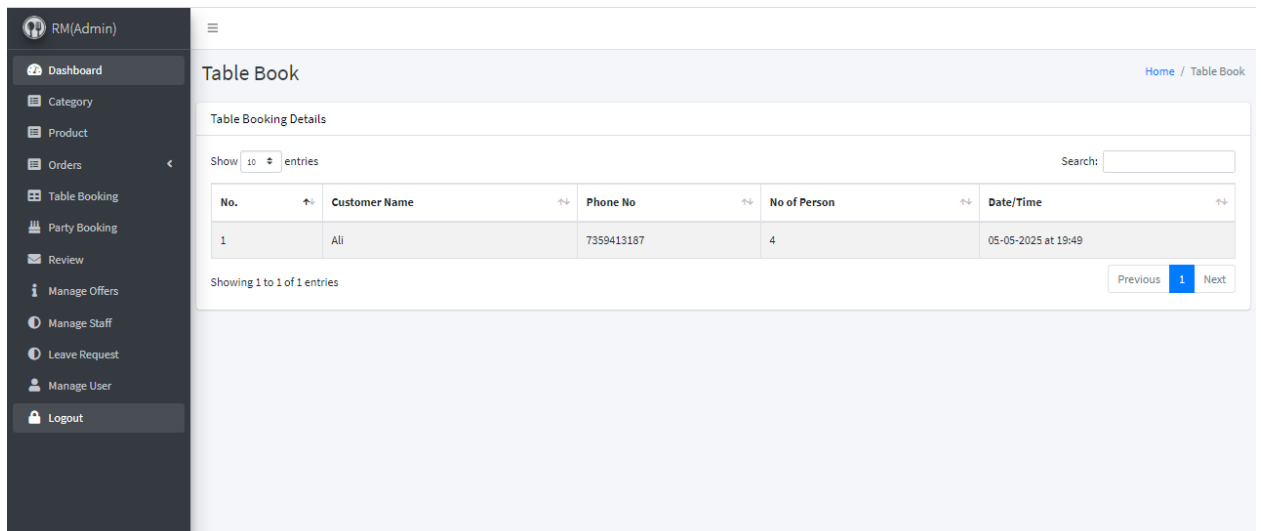 RM(Admin)
Dashboard
Category
Product
Orders
Table Booking
Party Booking
Review
Manage Offers
Manage Staff
Leave Request
Manage User
Logout
Table Book
Home / Table Book
Table Booking Details
Show 10 entries
Search:
No. Customer Name Phone No No of Person Date/Time
1 Ali 7359413187 4 05-05-2025 at 19:49
Showing 1 to 1 of 1 entries
Previous 1 Next